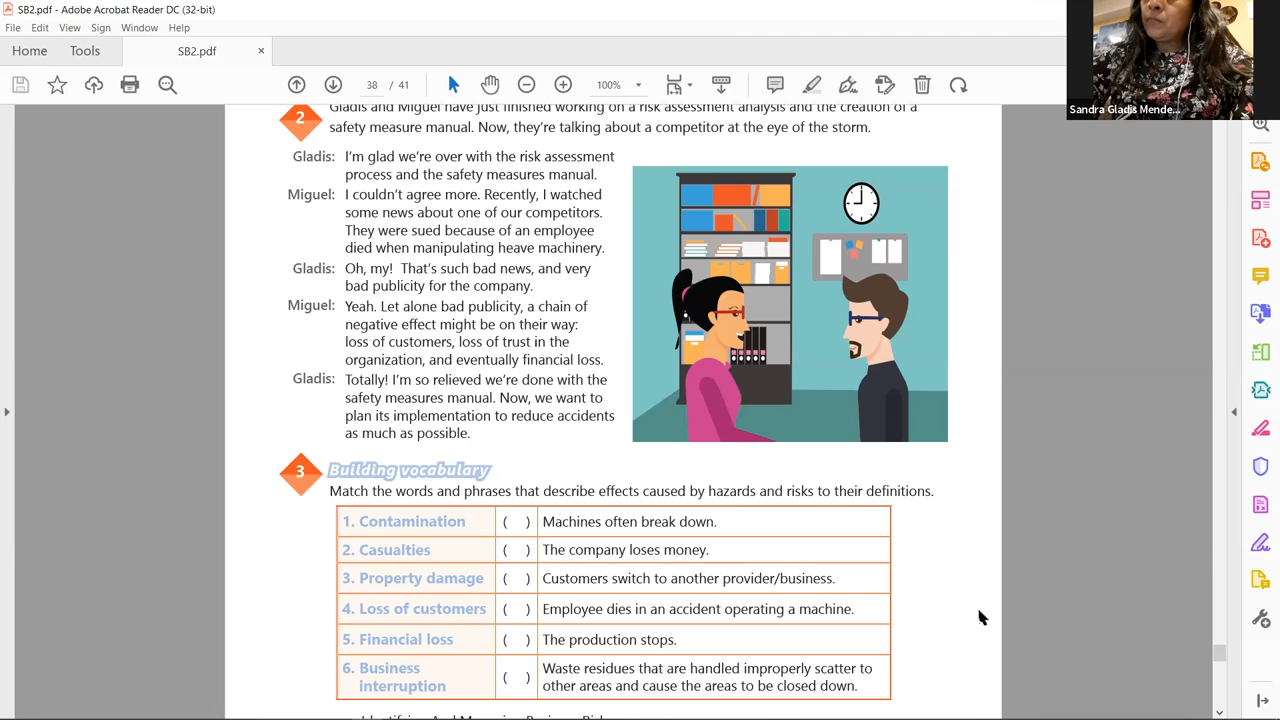 SB2.pdf - Adobe Acrobat Reader DC (32-bit)
File Edit View Sign Window Help
Home Tools SB2.pdf ×
38 / 41 100%
Sandra Gladis Mende...
2
Gladis and Miguel have just finished working on a risk assessment analysis and the creation of a
safety measure manual. Now, they're talking about a competitor at the eye of the storm.
Gladis: I'm glad we're over with the risk assessment
process and the safety measures manual.
Miguel: I couldn't agree more. Recently, I watched
some news about one of our competitors.
They were sued because of an employee
died when manipulating heave machinery.
Gladis: Oh, my! That's such bad news, and very
bad publicity for the company.
Miguel: Yeah. Let alone bad publicity, a chain of
negative effect might be on their way:
loss of customers, loss of trust in the
organization, and eventually financial loss.
Gladis: Totally! I'm so relieved we're done with the
safety measures manual. Now, we want to
plan its implementation to reduce accidents
as much as possible.
3 Building vocabulary
Match the words and phrases that describe effects caused by hazards and risks to their definitions.
1. Contamination ( ) Machines often break down.
2. Casualties ( ) The company loses money.
3. Property damage ( ) Customers switch to another provider/business.
4. Loss of customers ( ) Employee dies in an accident operating a machine.
5. Financial loss ( ) The production stops.
6. Business interruption ( ) Waste residues that are handled improperly scatter to
other areas and cause the areas to be closed down.